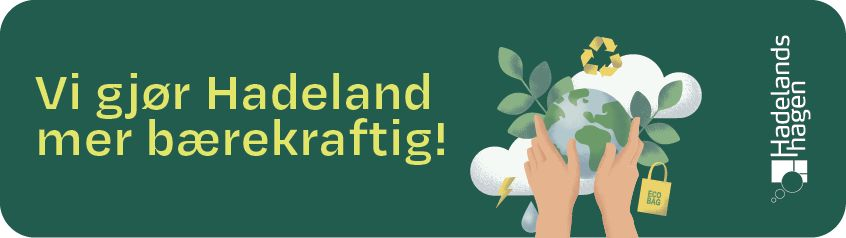 Vi gjør Hadeland
mer bærekraftig!
ECO
BAG
Hadelands
hagen